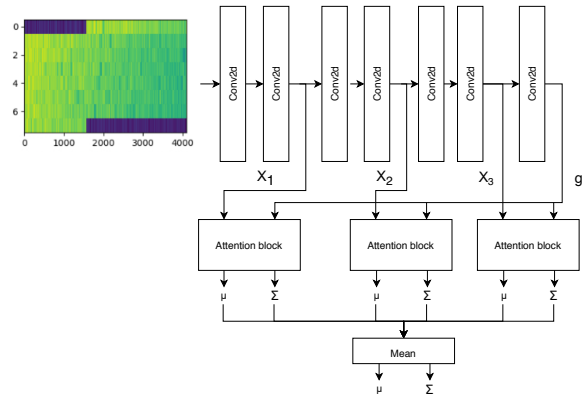 0
2
4
6
0 1000 2000 3000 4000
Conv2d Conv2d Conv2d Conv2d Conv2d Conv2d Conv2d
X1 X2 X3 g
Attention block Attention block Attention block
μ Σ μ Σ μ Σ
Mean
μ Σ